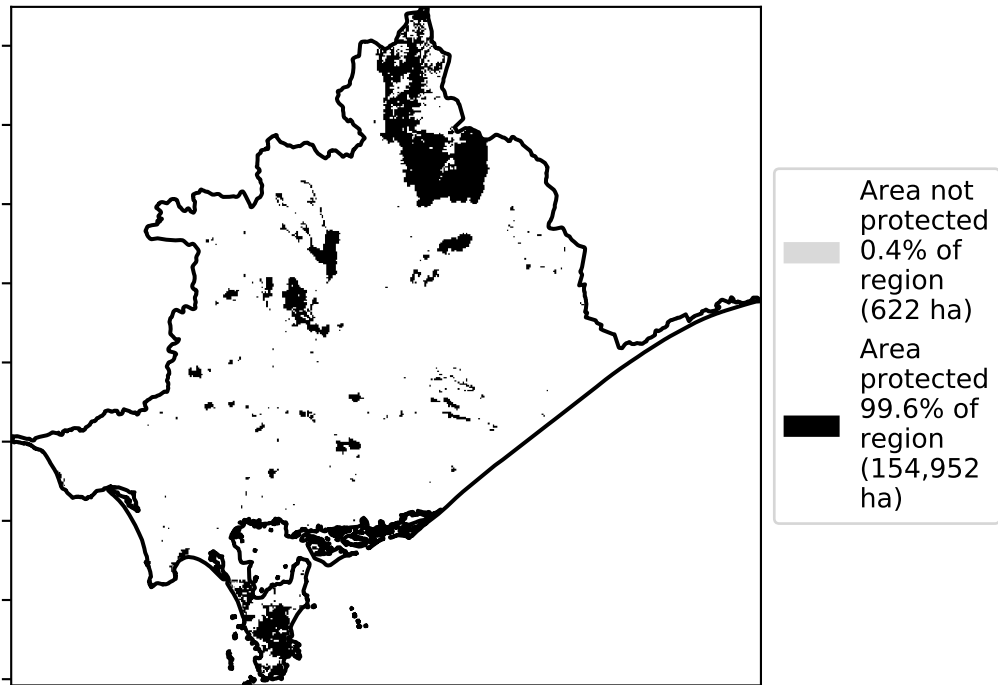 Area not
protected
0.4% of
region
(622 ha)
Area
protected
99.6% of
region
(154,952
ha)